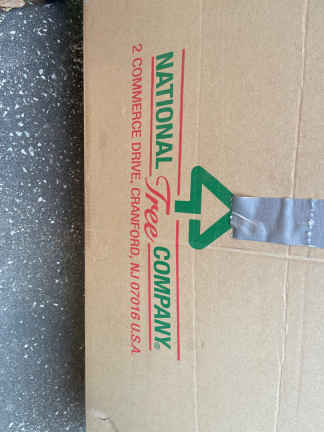 NATIONAL Tree COMPANY®
2 COMMERCE DRIVE, CRANFORD, NJ 07016 U.S.A.